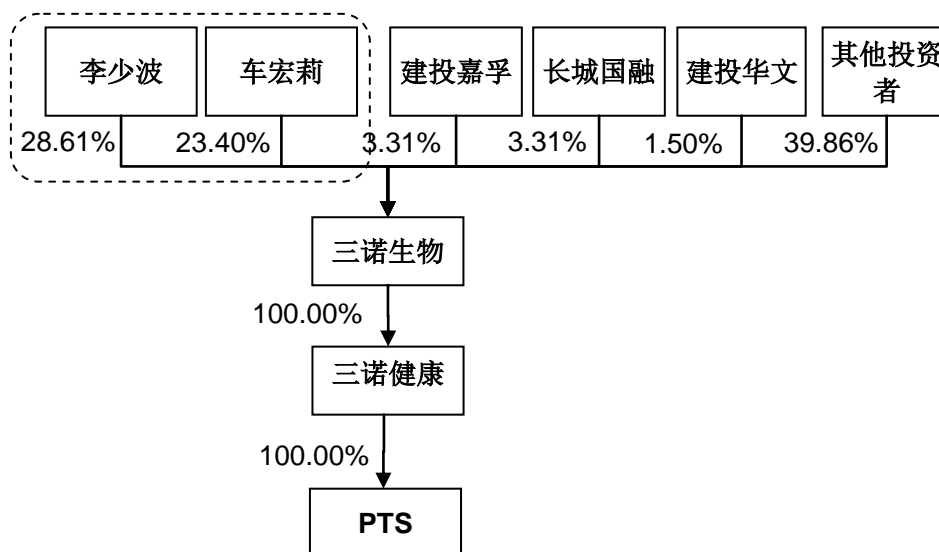 李少波
车宏莉
建投嘉孚
长城国融
建投华文
其他投资
者
28.61%
23.40%
3.31%
3.31%
1.50%
39.86%
三诺生物
100.00%
三诺健康
100.00%
PTS